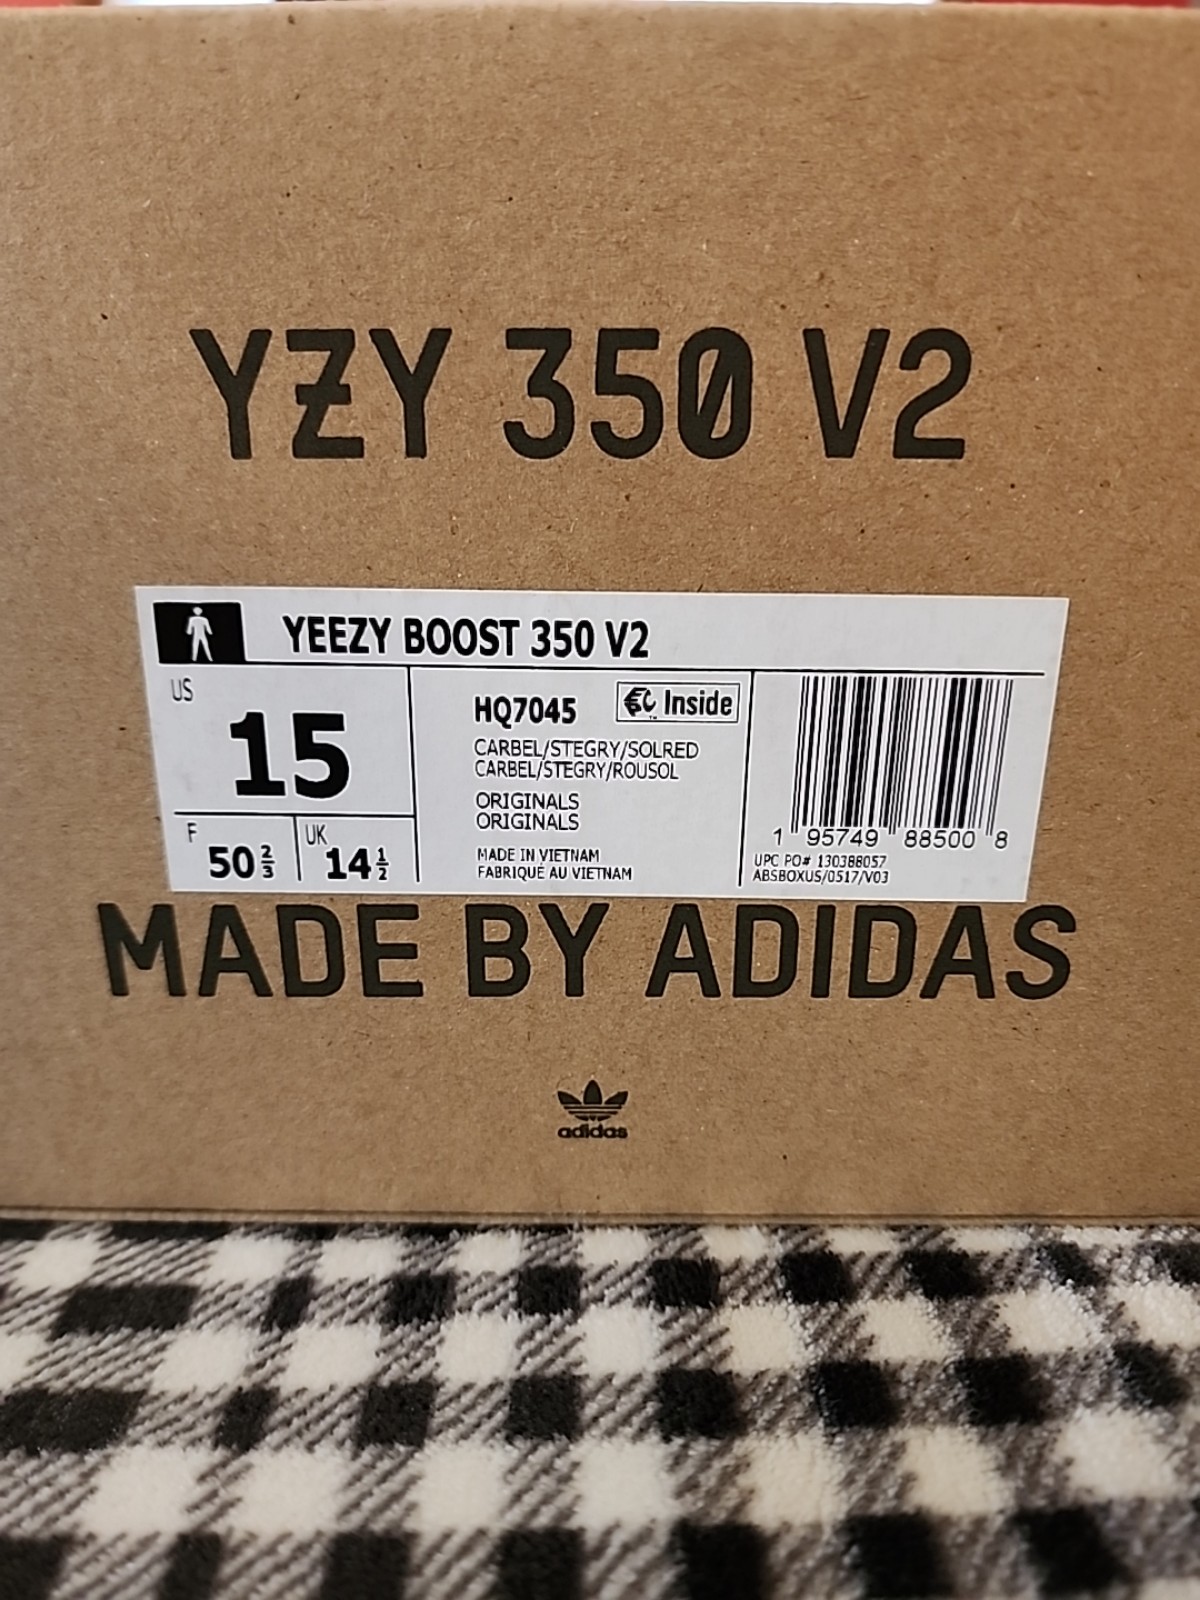 YZY 350 V2
YEEZY BOOST 350 V2
US
15
F
50 2/3
UK
14 1/2
HQ7045
Inside
CARBEL/STEGRY/SOLRED
CARBEL/STEGRY/ROUSOL
ORIGINALS
ORIGINALS
MADE IN VIETNAM
FABRIQUE AU VIETNAM
1 95749 88500 8
UPC PO# 130388057
ABSBOXUS/0517/V03
MADE BY ADIDAS
adidas